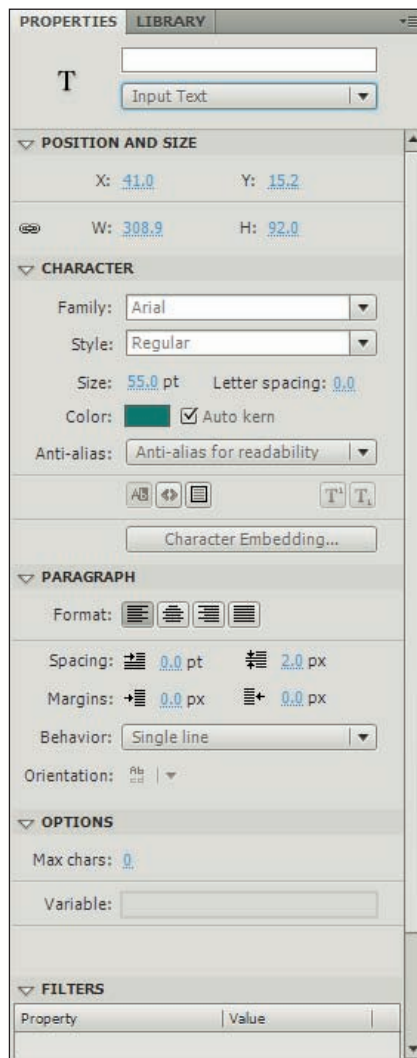 PROPERTIES LIBRARY
T
Input Text
POSITION AND SIZE
X: 41.0 Y: 15.2
W: 308.9 H: 92.0
CHARACTER
Family: Arial
Style: Regular
Size: 55.0 pt Letter spacing: 0.0
Color: Auto kern
Anti-alias: Anti-alias for readability
T¹ T₁
Character Embedding...
PARAGRAPH
Format:
Spacing: 0.0 pt 2.0 px
Margins: 0.0 px 0.0 px
Behavior: Single line
Orientation: Ab
OPTIONS
Max chars: 0
Variable:
FILTERS
Property Value